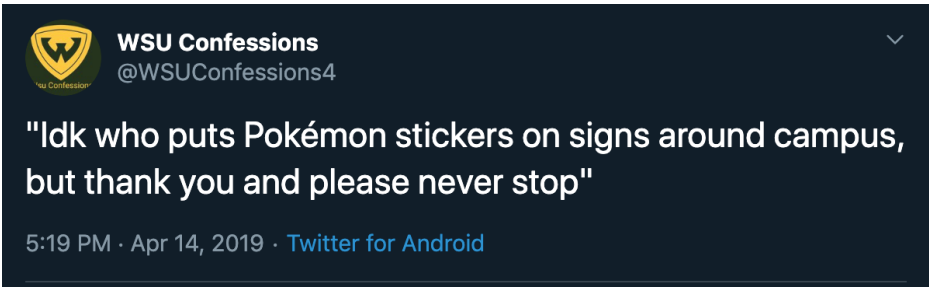 WSU Confessions
@WSUConfessions4
"Idk who puts Pokémon stickers on signs around campus,
but thank you and please never stop"
5:19 PM · Apr 14, 2019 · Twitter for Android